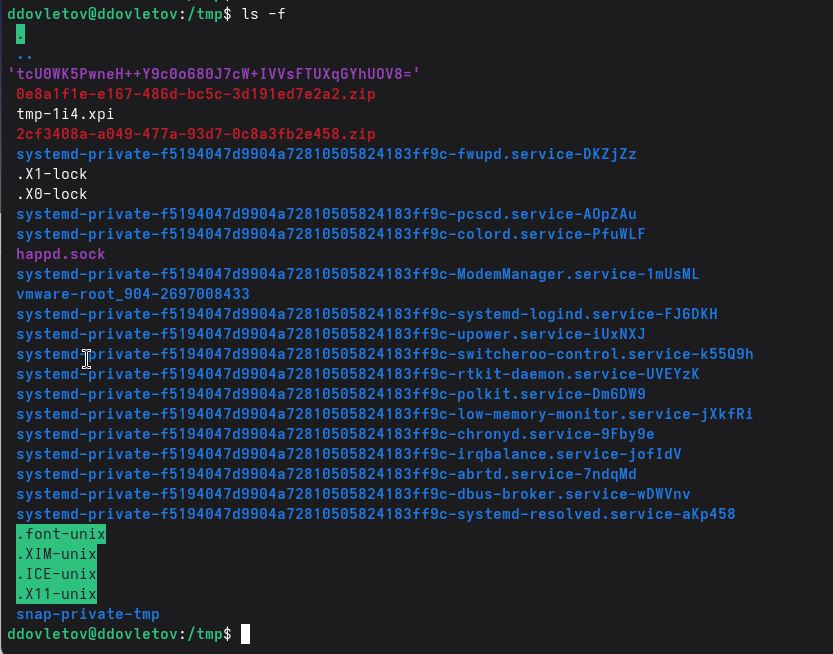 ddovletov@ddovletov:/tmp$ ls -f
.
..
'tcU0WK5PwneH++Y9c0o680J7cW+IVVsFTUXqGYhUOV8='
0e8a1f1e-e167-486d-bc5c-3d191ed7e2a2.zip
tmp-1i4.xpi
2cf3408a-a049-477a-93d7-0c8a3fb2e458.zip
systemd-private-f5194047d9904a72810505824183ff9c-fwupd.service-DKZjZz
.X1-lock
.X0-lock
systemd-private-f5194047d9904a72810505824183ff9c-pcscd.service-AOpZAu
systemd-private-f5194047d9904a72810505824183ff9c-colord.service-PfuWLF
happd.sock
systemd-private-f5194047d9904a72810505824183ff9c-ModemManager.service-1mUsML
vmware-root_904-2697008433
systemd-private-f5194047d9904a72810505824183ff9c-systemd-logind.service-FJ6DKH
systemd-private-f5194047d9904a72810505824183ff9c-upower.service-iUxNXJ
systemd-private-f5194047d9904a72810505824183ff9c-switcheroo-control.service-k55Q9h
systemd-private-f5194047d9904a72810505824183ff9c-rtkit-daemon.service-UVEYzK
systemd-private-f5194047d9904a72810505824183ff9c-polkit.service-Dm6DW9
systemd-private-f5194047d9904a72810505824183ff9c-low-memory-monitor.service-jXkfRi
systemd-private-f5194047d9904a72810505824183ff9c-chronyd.service-9Fby9e
systemd-private-f5194047d9904a72810505824183ff9c-irqbalance.service-jofIdV
systemd-private-f5194047d9904a72810505824183ff9c-abrtd.service-7ndqMd
systemd-private-f5194047d9904a72810505824183ff9c-dbus-broker.service-wDWVnv
systemd-private-f5194047d9904a72810505824183ff9c-systemd-resolved.service-aKp458
.font-unix
.XIM-unix
.ICE-unix
.X11-unix
snap-private-tmp
ddovletov@ddovletov:/tmp$